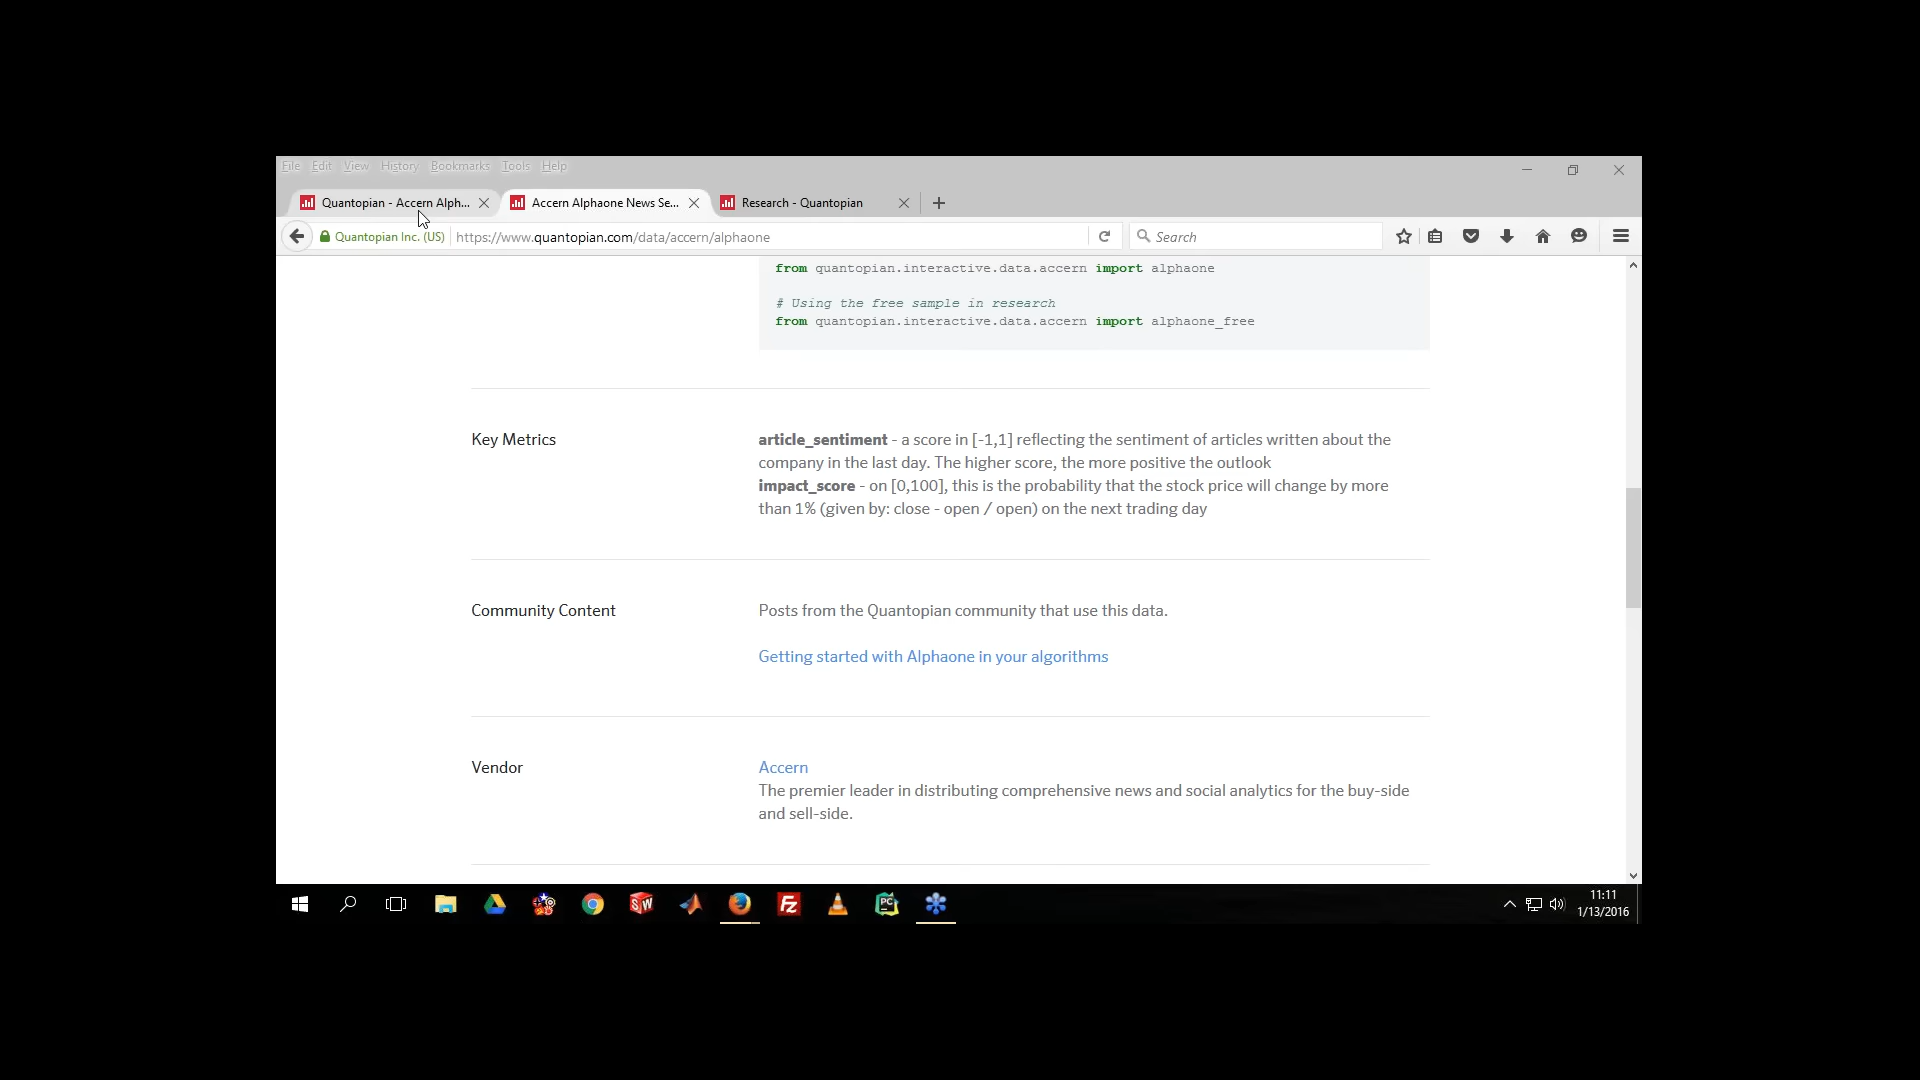 File Edit View History Bookmarks Tools Help
Quantopian - Accern Alph... Accern Alphaone News Se... Research - Quantopian
Quantopian Inc. (US) https://www.quantopian.com/data/accern/alphaone Search
from quantopian.interactive.data.accern import alphaone
# Using the free sample in research
from quantopian.interactive.data.accern import alphaone_free
Key Metrics
article_sentiment - a score in [-1,1] reflecting the sentiment of articles written about the
company in the last day. The higher score, the more positive the outlook
impact_score - on [0,100], this is the probability that the stock price will change by more
than 1% (given by: close - open / open) on the next trading day
Community Content
Posts from the Quantopian community that use this data.
Getting started with Alphaone in your algorithms
Vendor
Accern
The premier leader in distributing comprehensive news and social analytics for the buy-side
and sell-side.
SW
Fz
PC
11:11
1/13/2016